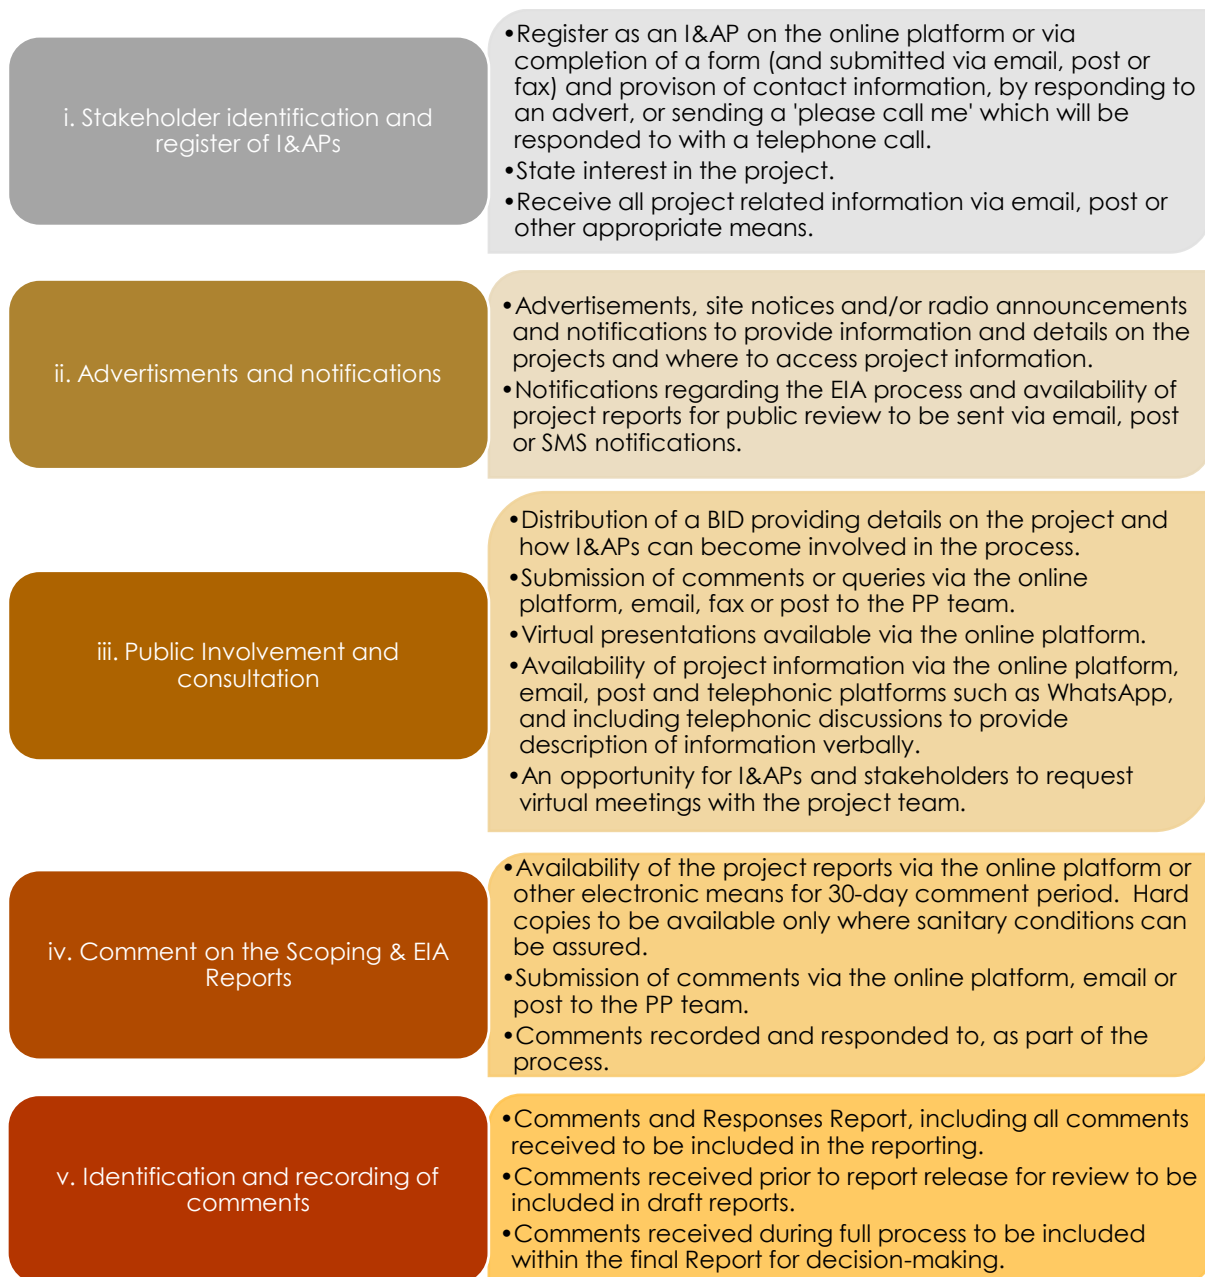 i. Stakeholder identification and
register of I&APs
•Register as an I&AP on the online platform or via
completion of a form (and submitted via email, post or
fax) and provison of contact information, by responding to
an advert, or sending a 'please call me' which will be
responded to with a telephone call.
•State interest in the project.
•Receive all project related information via email, post or
other appropriate means.
ii. Advertisments and notifications
•Advertisements, site notices and/or radio announcements
and notifications to provide information and details on the
projects and where to access project information.
•Notifications regarding the EIA process and availability of
project reports for public review to be sent via email, post
or SMS notifications.
iii. Public Involvement and
consultation
•Distribution of a BID providing details on the project and
how I&APs can become involved in the process.
•Submission of comments or queries via the online
platform, email, fax or post to the PP team.
•Virtual presentations available via the online platform.
•Availability of project information via the online platform,
email, post and telephonic platforms such as WhatsApp,
and including telephonic discussions to provide
description of information verbally.
•An opportunity for I&APs and stakeholders to request
virtual meetings with the project team.
iv. Comment on the Scoping & EIA
Reports
•Availability of the project reports via the online platform or
other electronic means for 30-day comment period.  Hard
copies to be available only where sanitary conditions can
be assured.
•Submission of comments via the online platform, email or
post to the PP team.
•Comments recorded and responded to, as part of the
process.
v. Identification and recording of
comments
•Comments and Responses Report, including all comments
received to be included in the reporting.
•Comments received prior to report release for review to be
included in draft reports.
•Comments received during full process to be included
within the final Report for decision-making.